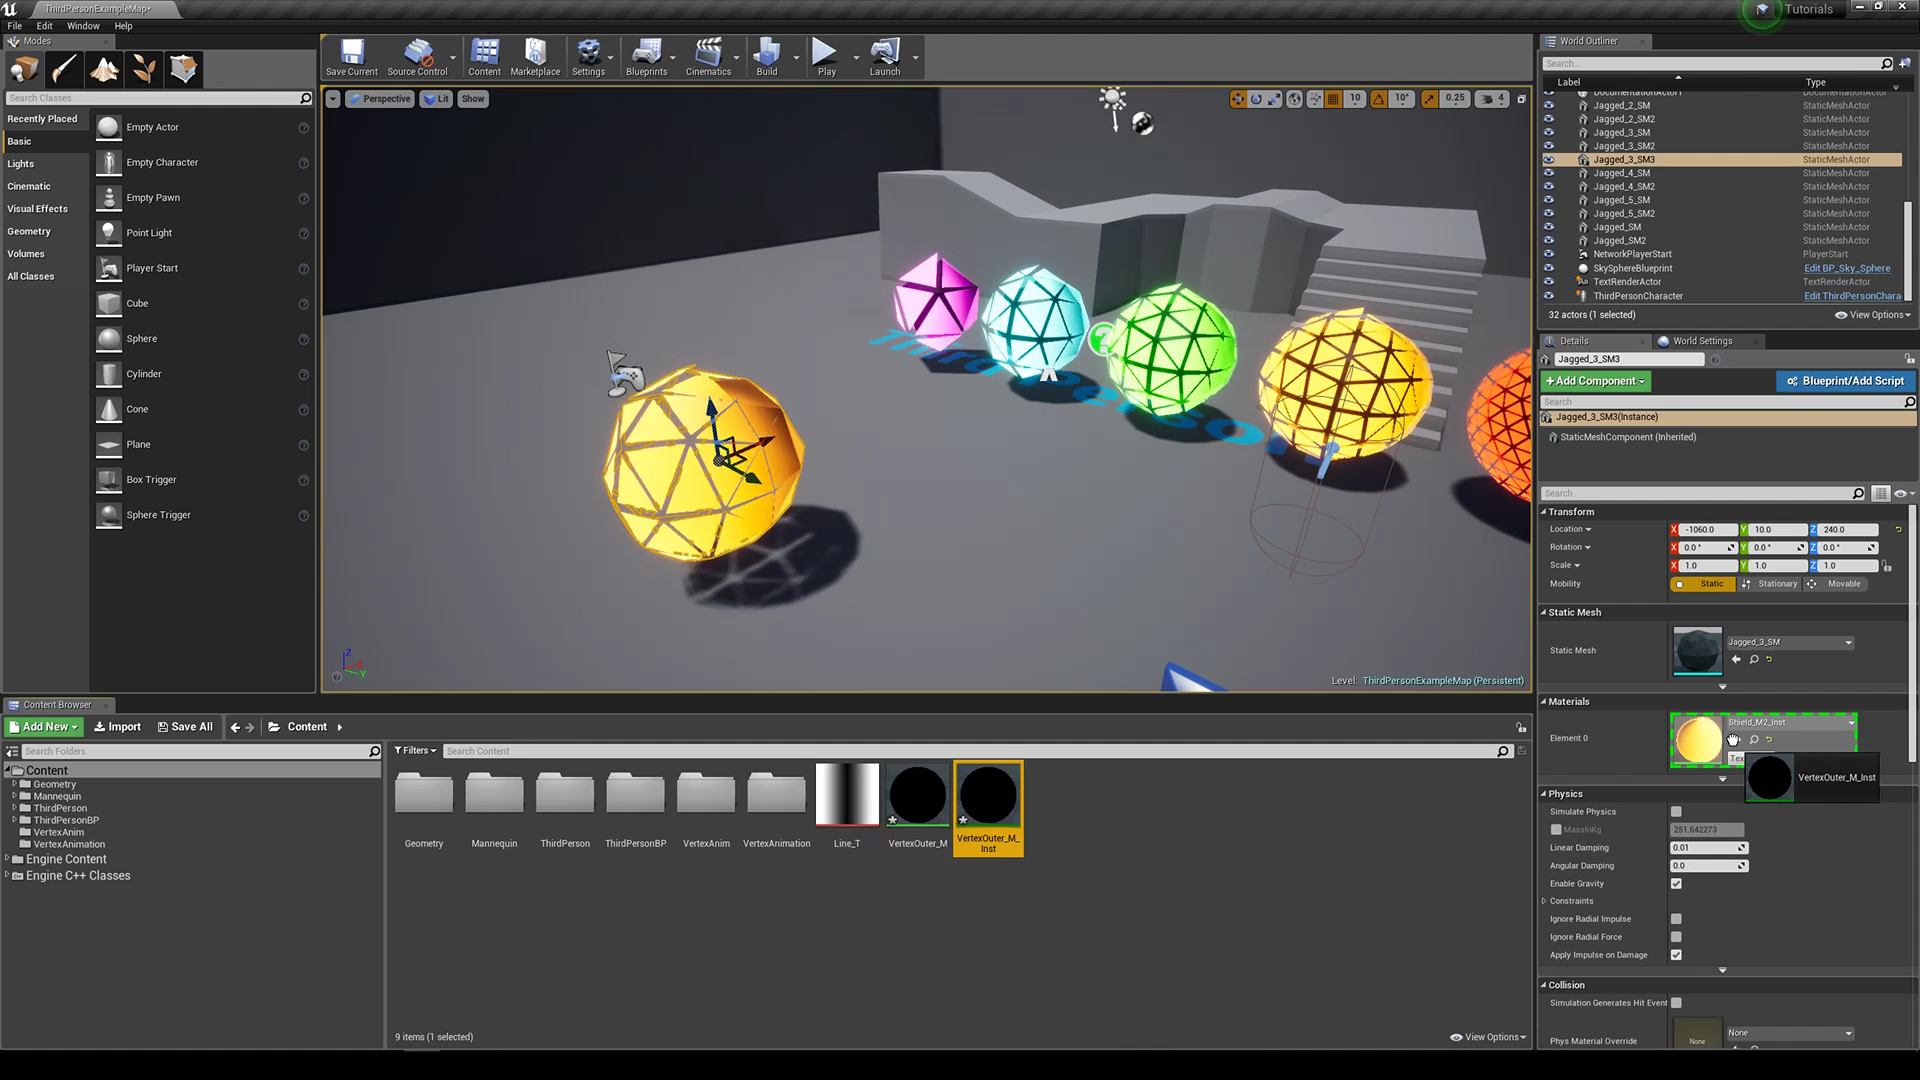 ThirdPersonExampleMap*
Tutorials
File Edit Window Help
Modes
Search Classes
Recently Placed
Basic
Lights
Cinematic
Visual Effects
Geometry
Volumes
All Classes
Empty Actor
Empty Character
Empty Pawn
Point Light
Player Start
Cube
Sphere
Cylinder
Cone
Plane
Box Trigger
Sphere Trigger
Save Current Source Control Content Marketplace Settings Blueprints Cinematics Build Play Launch
Perspective Lit Show
10 10° 0.25 4
Level: ThirdPersonExampleMap (Persistent)
World Outliner
Search...
Label Type
DocumentationActor1 DocumentationActor
Jagged_2_SM StaticMeshActor
Jagged_2_SM2 StaticMeshActor
Jagged_3_SM StaticMeshActor
Jagged_3_SM2 StaticMeshActor
Jagged_3_SM3 StaticMeshActor
Jagged_4_SM StaticMeshActor
Jagged_4_SM2 StaticMeshActor
Jagged_5_SM StaticMeshActor
Jagged_5_SM2 StaticMeshActor
Jagged_SM StaticMeshActor
Jagged_SM2 StaticMeshActor
NetworkPlayerStart PlayerStart
SkySphereBlueprint Edit BP_Sky_Sphere
TextRenderActor TextRenderActor
ThirdPersonCharacter Edit ThirdPersonChara
32 actors (1 selected) View Options
Details World Settings
Jagged_3_SM3
+Add Component Blueprint/Add Script
Search
Jagged_3_SM3(Instance)
StaticMeshComponent (Inherited)
Search
Transform
Location X -1060.0 Y 10.0 Z 240.0
Rotation X 0.0° Y 0.0° Z 0.0°
Scale X 1.0 Y 1.0 Z 1.0
Mobility Static Stationary Movable
Static Mesh
Static Mesh Jagged_3_SM
Materials
Element 0 Shield_M2_Inst
Tex
VertexOuter_M_Inst
Physics
Simulate Physics
MassInKg 251.642273
Linear Damping 0.01
Angular Damping 0.0
Enable Gravity
Constraints
Ignore Radial Impulse
Ignore Radial Force
Apply Impulse on Damage
Collision
Simulation Generates Hit Event
Phys Material Override None None
Content Browser
Add New Import Save All Content
Search Folders
Content
Geometry
Mannequin
ThirdPerson
ThirdPersonBP
VertexAnim
VertexAnimation
Engine Content
Engine C++ Classes
Filters Search Content
Geometry Mannequin ThirdPerson ThirdPersonBP VertexAnim VertexAnimation Line_T VertexOuter_M VertexOuter_M_
Inst
9 items (1 selected) View Options